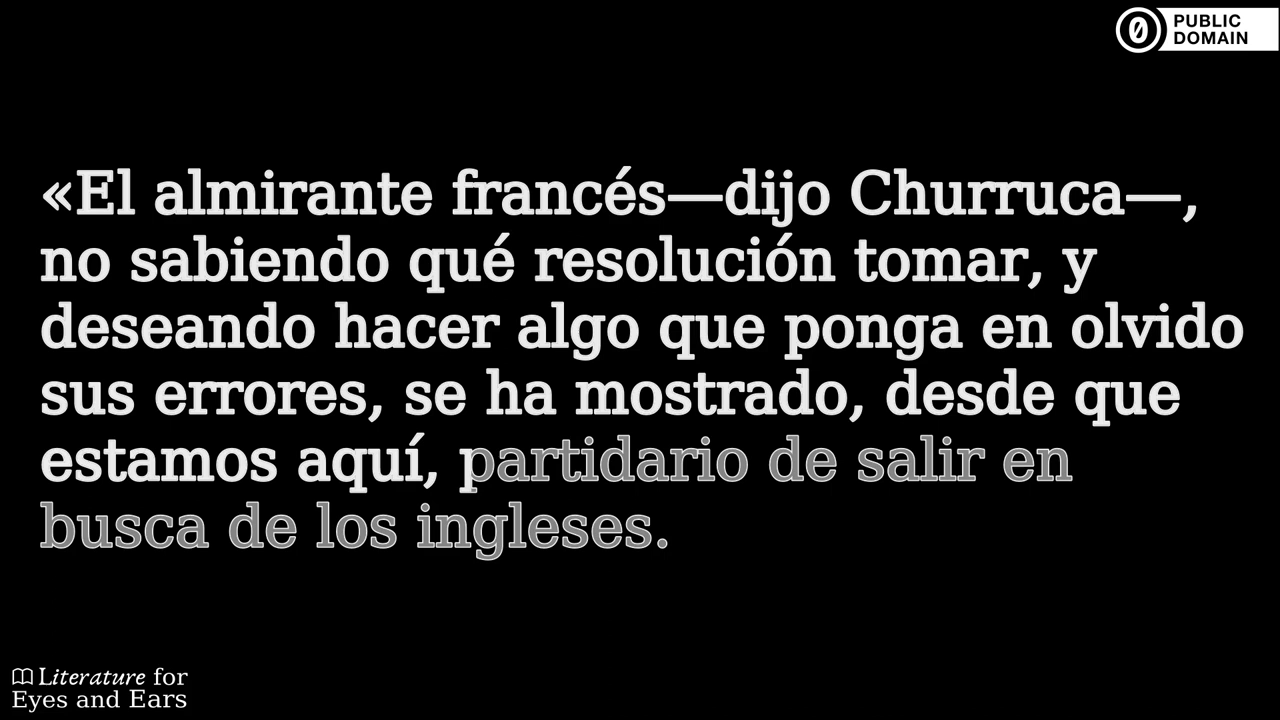 PUBLIC
DOMAIN
«El almirante francés—dijo Churruca—,
no sabiendo qué resolución tomar, y
deseando hacer algo que ponga en olvido
sus errores, se ha mostrado, desde que
estamos aquí, partidario de salir en
busca de los ingleses.
Literature for
Eyes and Ears